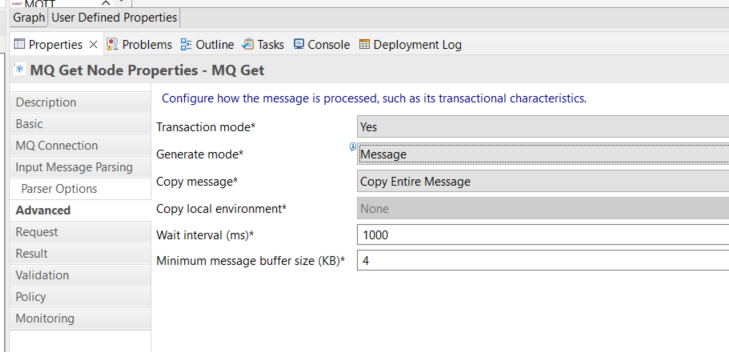 MQTT
Graph User Defined Properties
Properties Problems Outline Tasks Console Deployment Log
MQ Get Node Properties - MQ Get
Description
Basic
MQ Connection
Input Message Parsing
Parser Options
Advanced
Request
Result
Validation
Policy
Monitoring
Configure how the message is processed, such as its transactional characteristics.
Transaction mode* Yes
Generate mode* Message
Copy message* Copy Entire Message
Copy local environment* None
Wait interval (ms)* 1000
Minimum message buffer size (KB)* 4